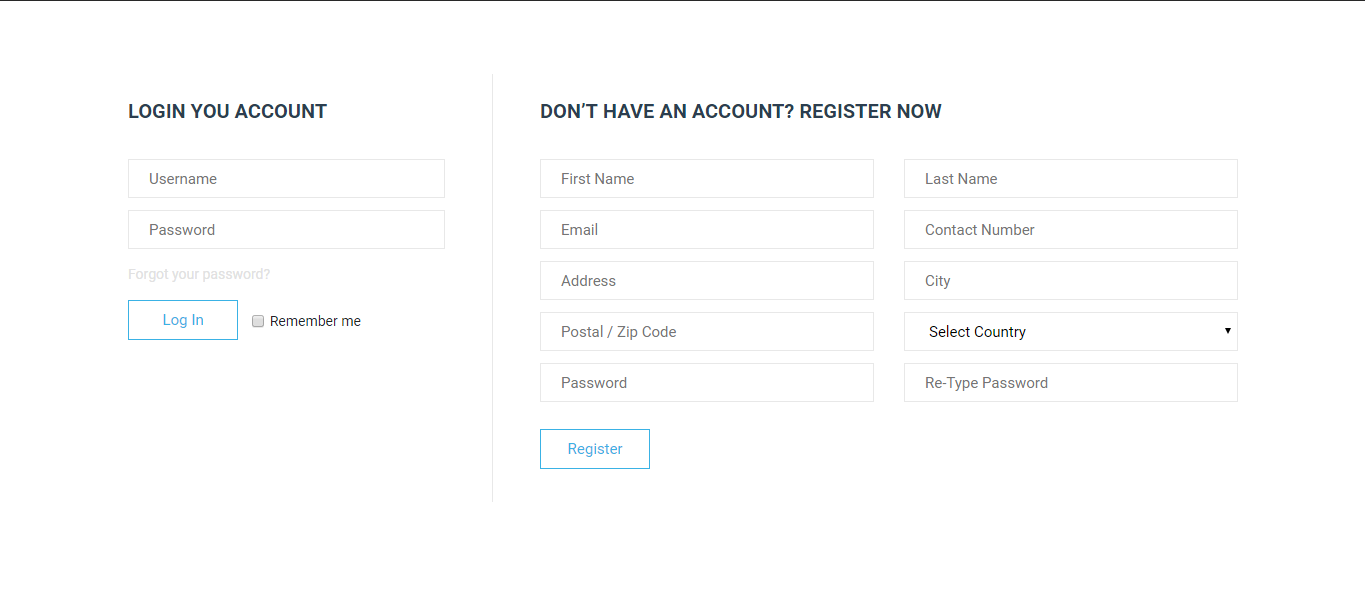 LOGIN YOU ACCOUNT
Username
Password
Forgot your password?
Log In
Remember me
DON’T HAVE AN ACCOUNT? REGISTER NOW
First Name
Last Name
Email
Contact Number
Address
City
Postal / Zip Code
Select Country
Password
Re-Type Password
Register